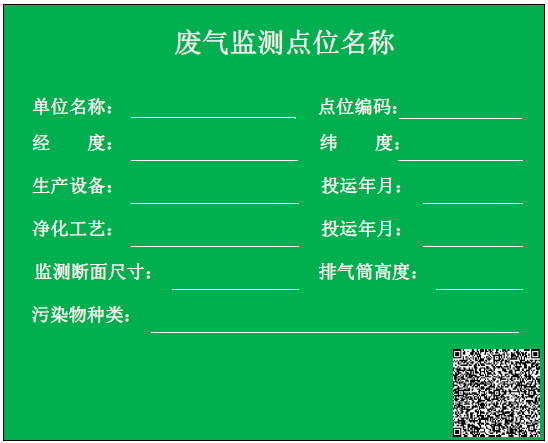 废气监测点位名称
单位名称： 点位编码：
经 度： 纬 度：
生产设备： 投运年月：
净化工艺： 投运年月：
监测断面尺寸： 排气筒高度：
污染物种类：